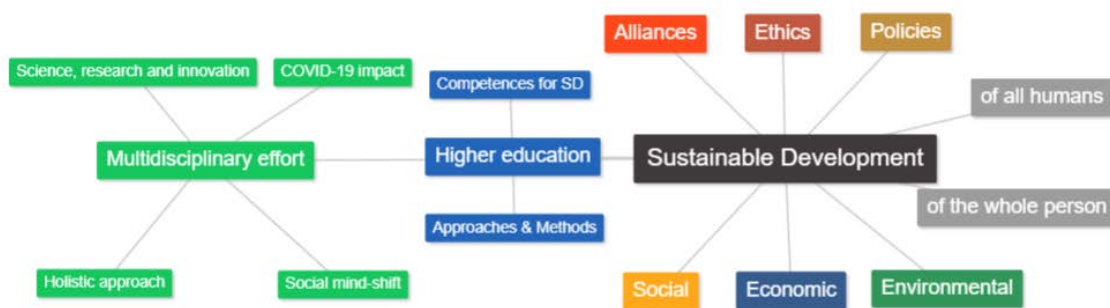 Alliances
Ethics
Policies
Science, research and innovation
COVID-19 impact
Competences for SD
of all humans
Multidisciplinary effort
Higher education
Sustainable Development
of the whole person
Approaches & Methods
Holistic approach
Social mind-shift
Social
Economic
Environmental